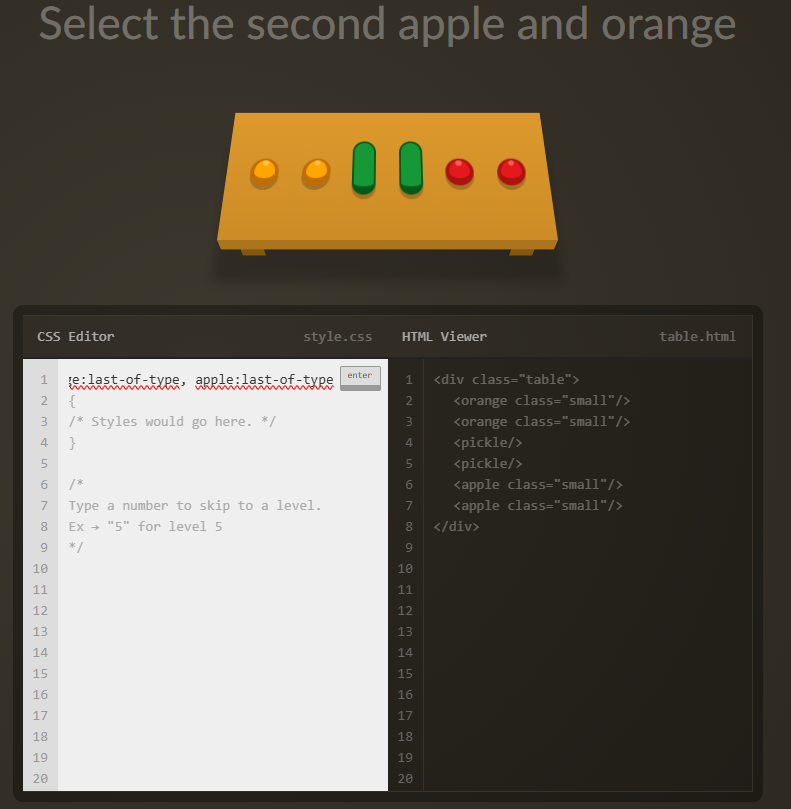 Select the second apple and orange
CSS Editor style.css
HTML Viewer table.html
1 ge:last-of-type, apple:last-of-type enter
2 {
3 /* Styles would go here. */
4 }
5
6 /*
7 Type a number to skip to a level.
8 Ex → "5" for level 5
9 */
10
11
12
13
14
15
16
17
18
19
20
1 <div class="table">
2 <orange class="small"/>
3 <orange class="small"/>
4 <pickle/>
5 <pickle/>
6 <apple class="small"/>
7 <apple class="small"/>
8 </div>
9
10
11
12
13
14
15
16
17
18
19
20